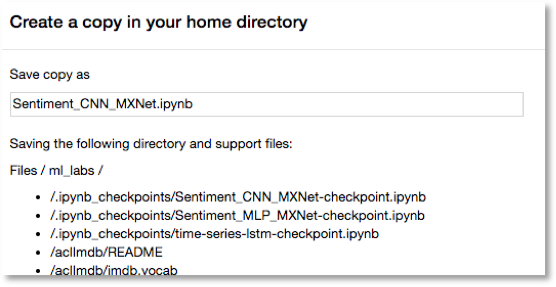 Create a copy in your home directory
Save copy as
Sentiment_CNN_MXNet.ipynb
Saving the following directory and support files:
Files / ml_labs /
• /.ipynb_checkpoints/Sentiment_CNN_MXNet-checkpoint.ipynb
• /.ipynb_checkpoints/Sentiment_MLP_MXNet-checkpoint.ipynb
• /.ipynb_checkpoints/time-series-lstm-checkpoint.ipynb
• /aclImdb/README
• /aclImdb/imdb.vocab